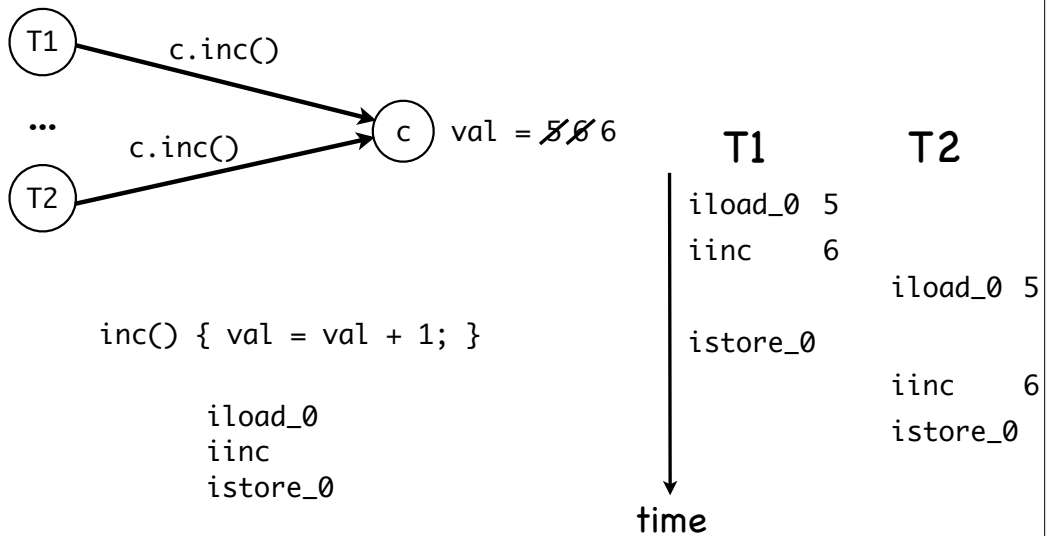 T1
c.inc()
...
c.inc()
T2
c
val = 5 6 6
inc() { val = val + 1; }
iload_0
iinc
istore_0
T1 T2
iload_0 5
iinc 6
iload_0 5
istore_0
iinc 6
istore_0
time